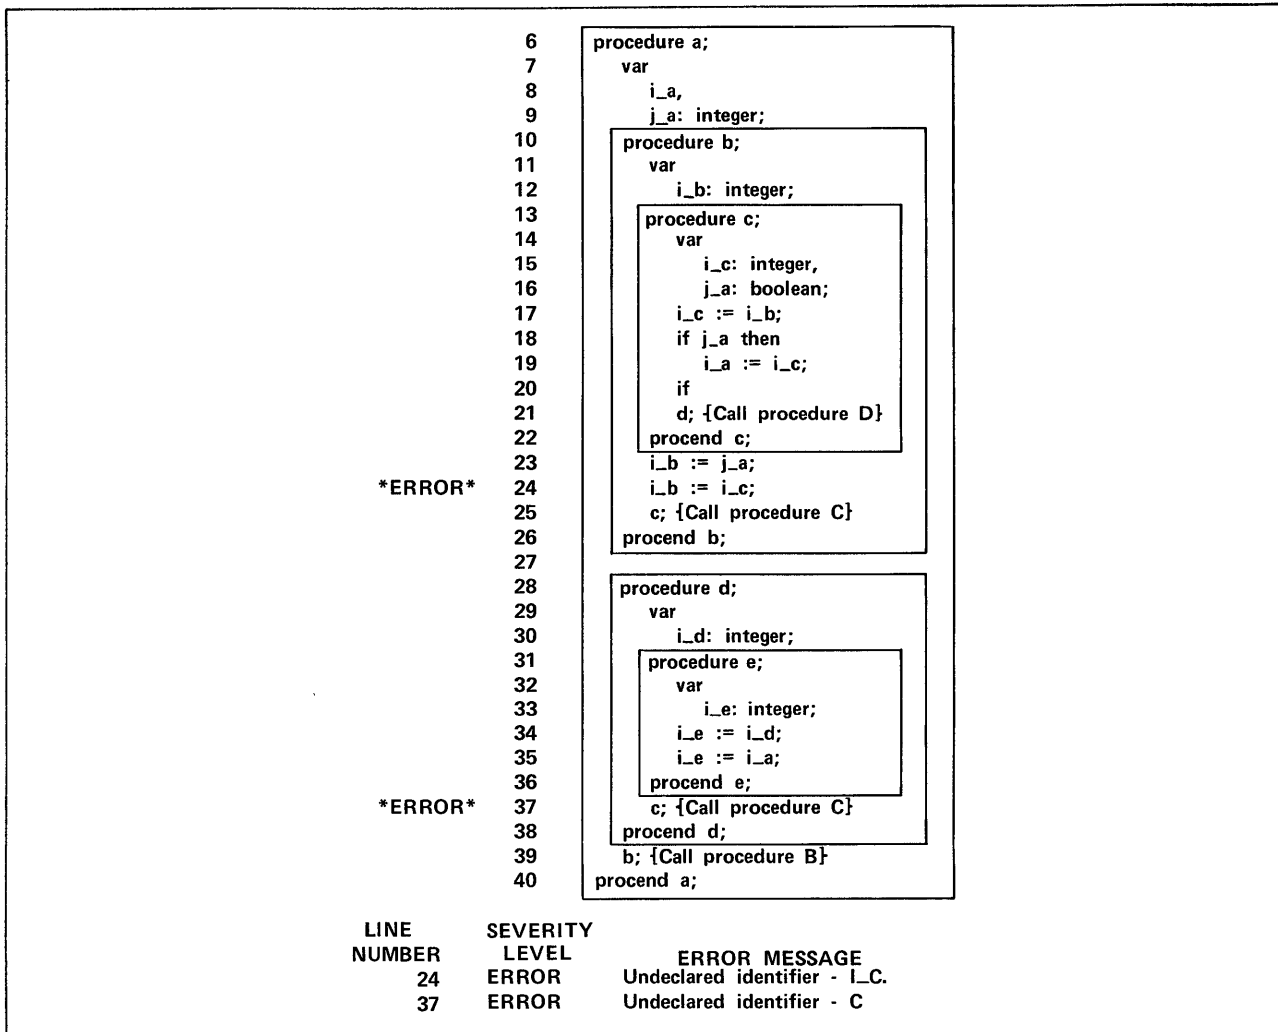 6 procedure a;
7 var
8 i_a,
9 j_a: integer;
10 procedure b;
11 var
12 i_b: integer;
13 procedure c;
14 var
15 i_c: integer,
16 j_a: boolean;
17 i_c := i_b;
18 if j_a then
19 i_a := i_c;
20 if
21 d; {Call procedure D}
22 procend c;
23 i_b := j_a;
*ERROR* 24 i_b := i_c;
25 c; {Call procedure C}
26 procend b;
27
28 procedure d;
29 var
30 i_d: integer;
31 procedure e;
32 var
33 i_e: integer;
34 i_e := i_d;
35 i_e := i_a;
36 procend e;
*ERROR* 37 c; {Call procedure C}
38 procend d;
39 b; {Call procedure B}
40 procend a;
LINE SEVERITY
NUMBER LEVEL ERROR MESSAGE
24 ERROR Undeclared identifier - I_C.
37 ERROR Undeclared identifier - C